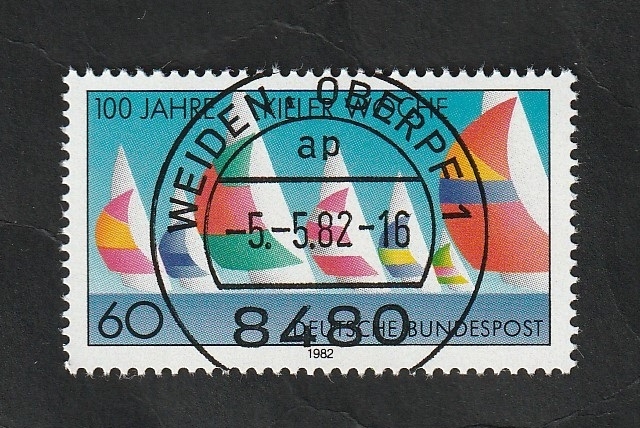 100 JAHRE KIELER WOCHE
WEIDEN, OBERPF 1
ap
-5.-5.82-16
8480
60
DEUTSCHE BUNDESPOST
1982